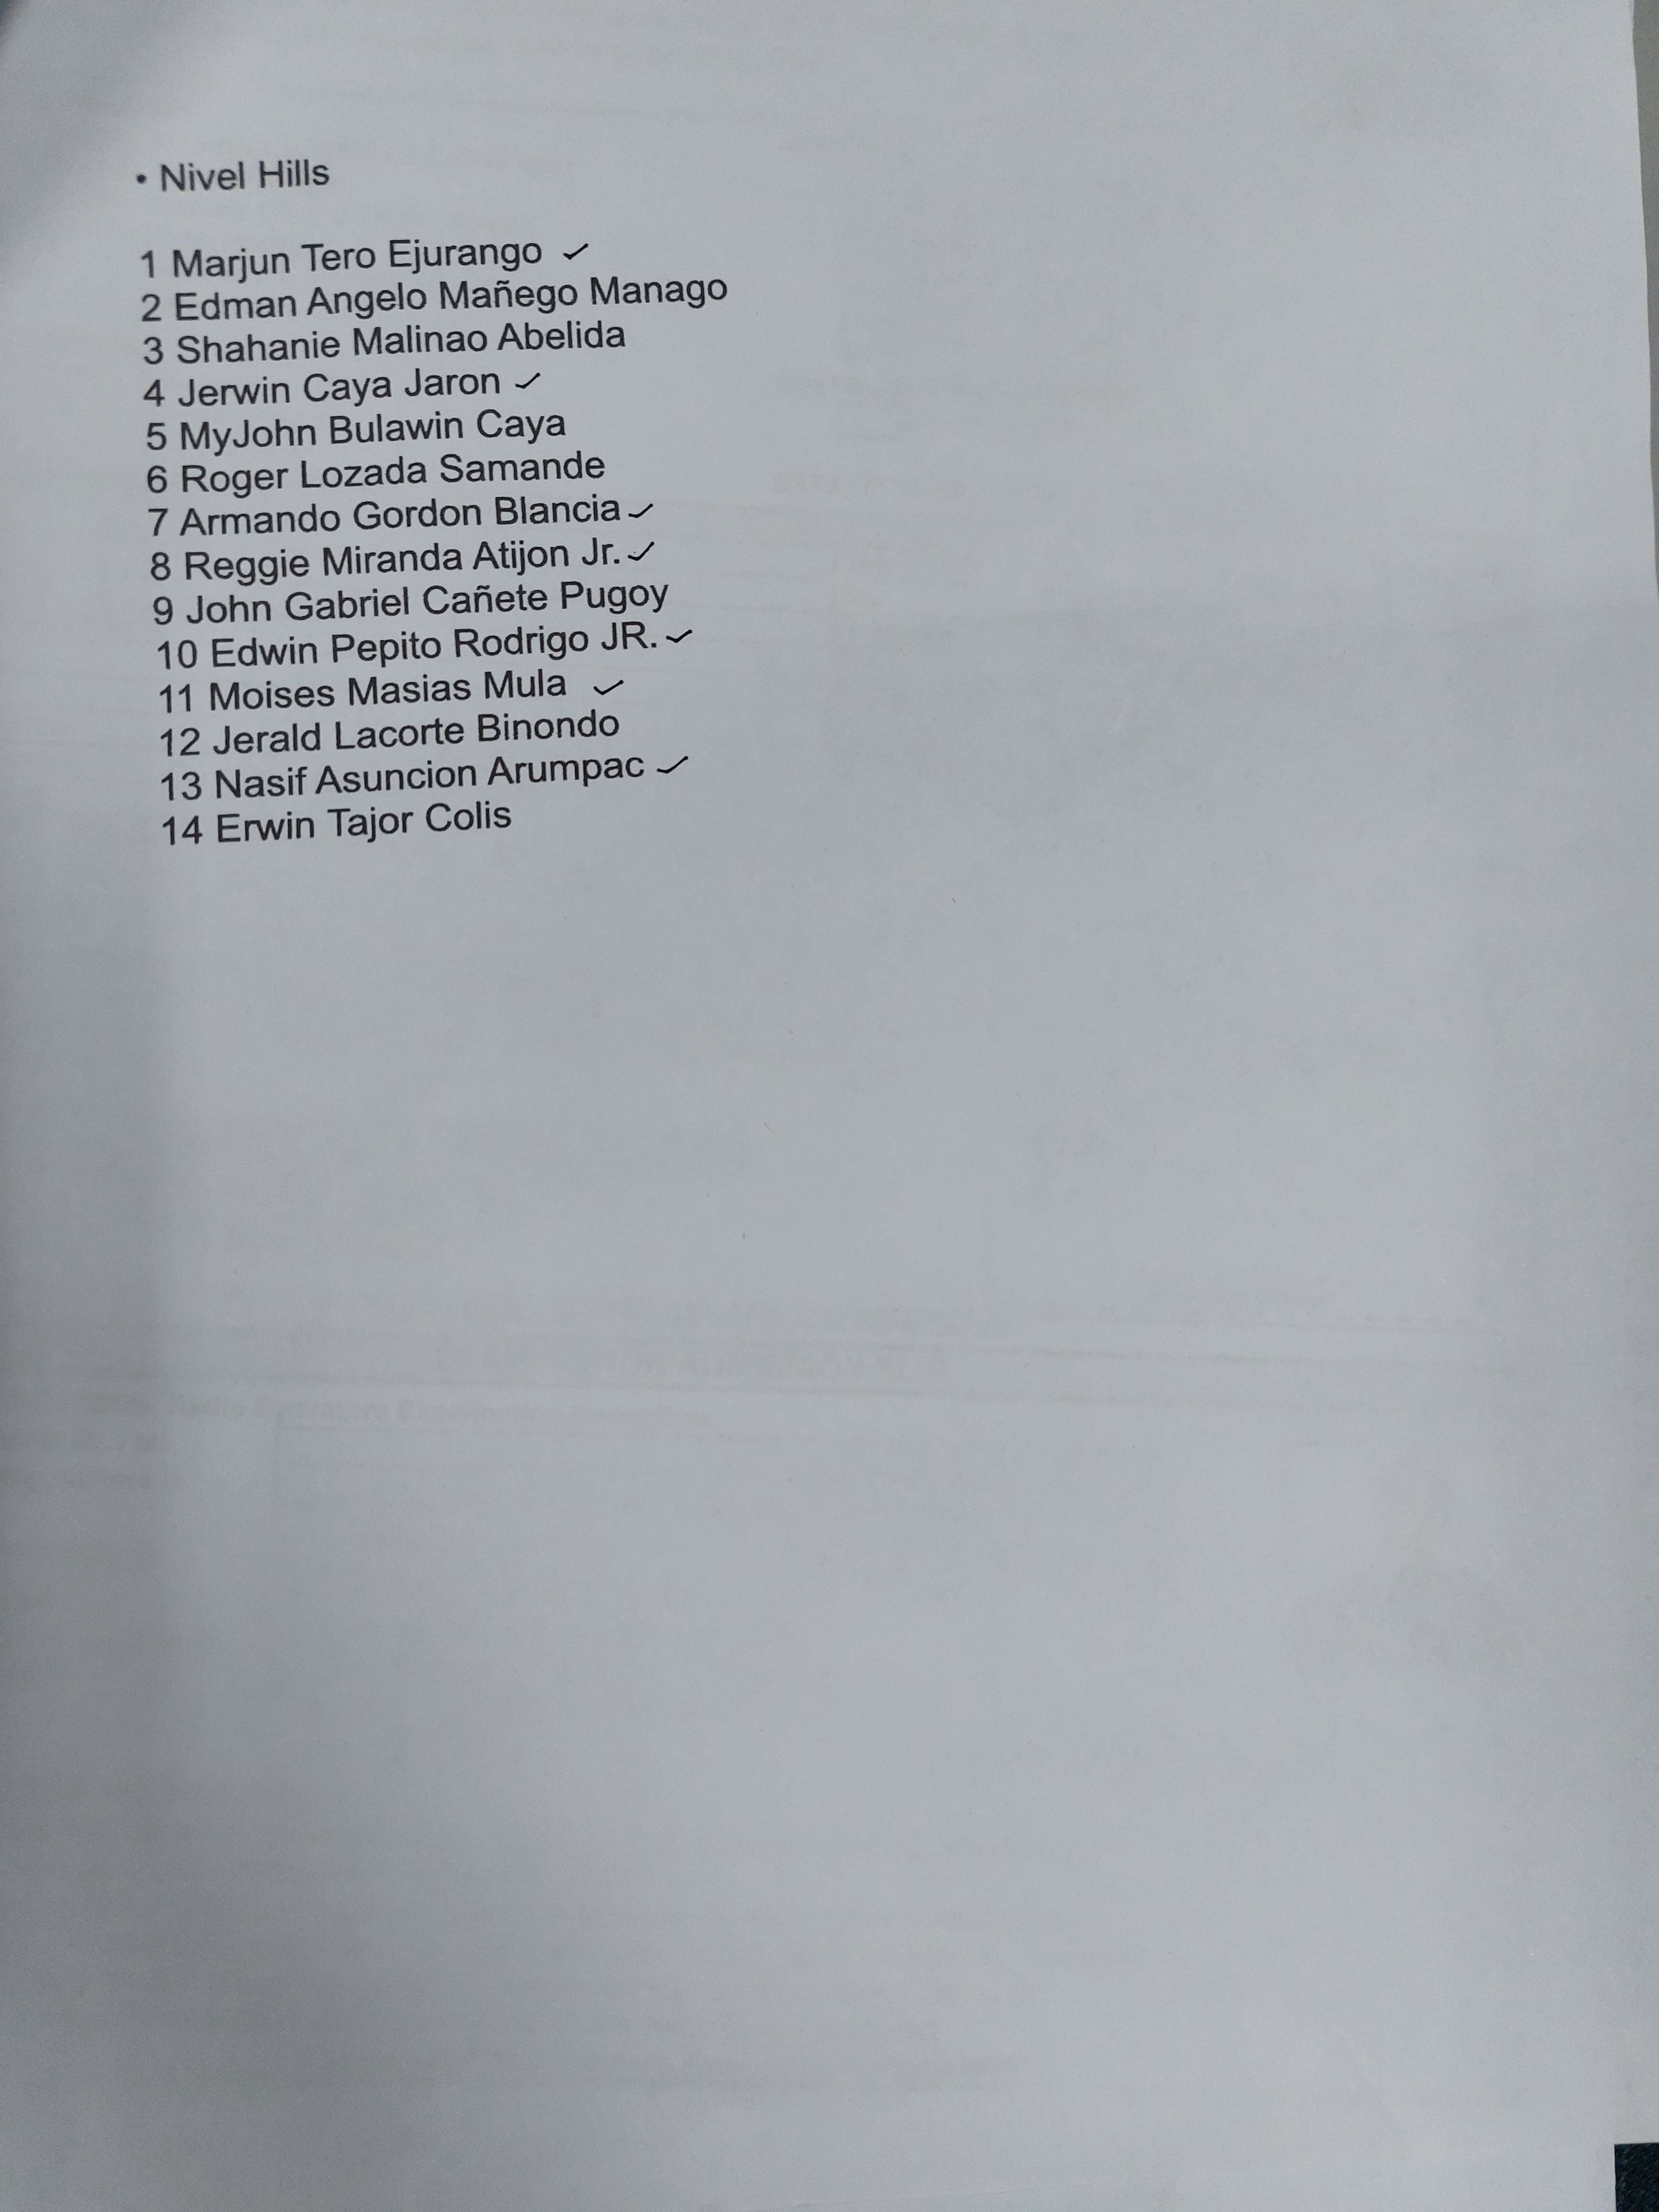 • Nivel Hills
1 Marjun Tero Ejurango ✓
2 Edman Angelo Mañego Manago
3 Shahanie Malinao Abelida
4 Jerwin Caya Jaron ✓
5 MyJohn Bulawin Caya
6 Roger Lozada Samande
7 Armando Gordon Blancia ✓
8 Reggie Miranda Atijon Jr. ✓
9 John Gabriel Cañete Pugoy
10 Edwin Pepito Rodrigo JR. ✓
11 Moises Masias Mula ✓
12 Jerald Lacorte Binondo
13 Nasif Asuncion Arumpac ✓
14 Erwin Tajor Colis